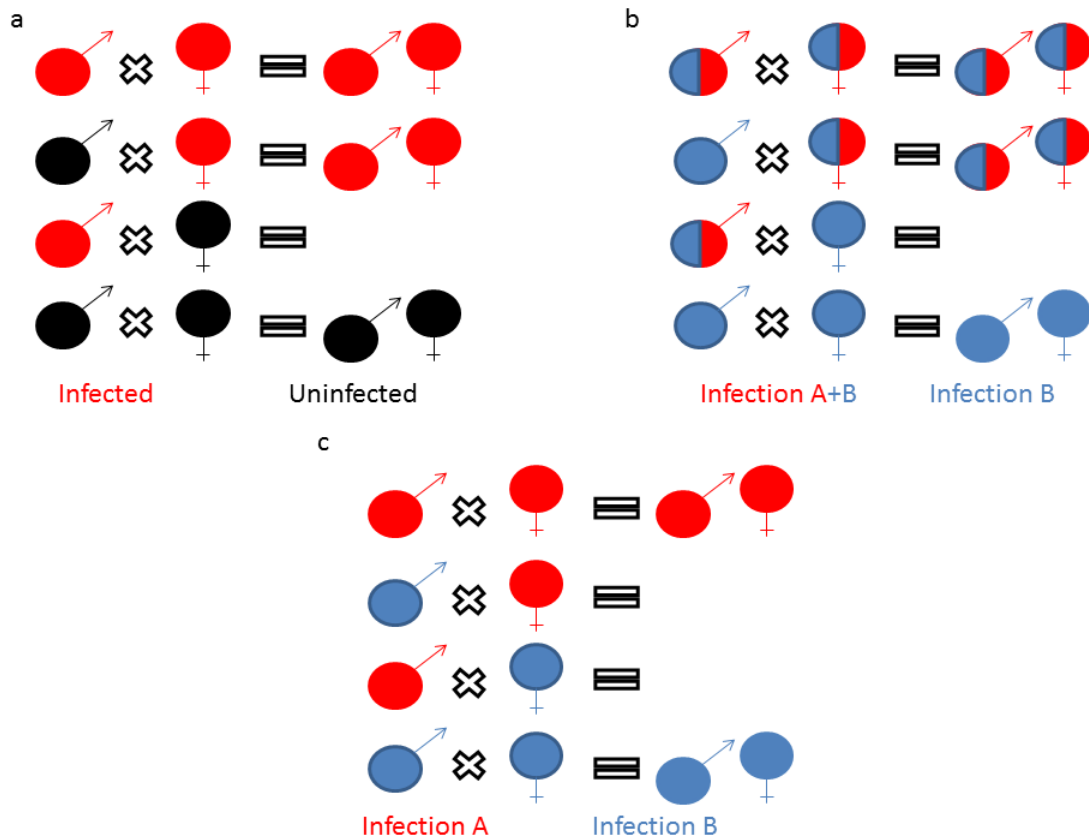 a
Infected
Uninfected
b
Infection A+B
Infection B
c
Infection A
Infection B